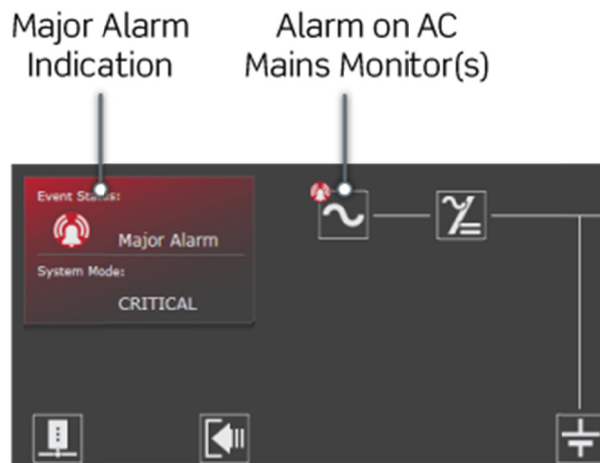 Major Alarm
Indication
Alarm on AC
Mains Monitor(s)
Event Status:
Major Alarm
System Mode:
CRITICAL